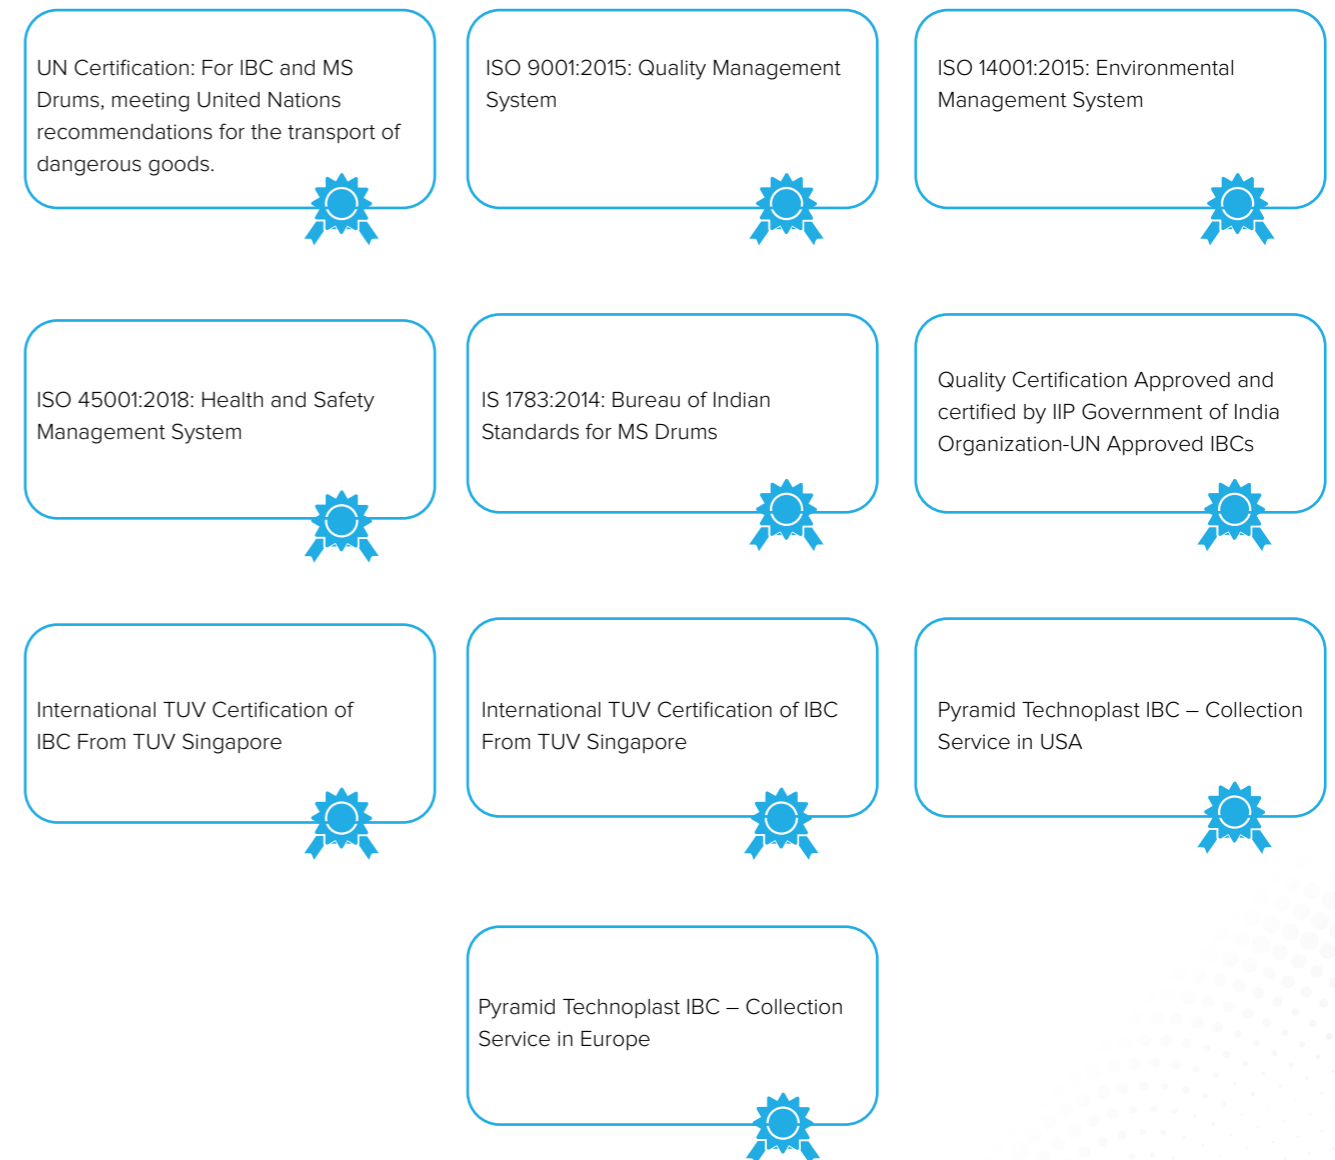 UN Certification: For IBC and MS
Drums, meeting United Nations
recommendations for the transport of
dangerous goods.
ISO 9001:2015: Quality Management
System
ISO 14001:2015: Environmental
Management System
ISO 45001:2018: Health and Safety
Management System
IS 1783:2014: Bureau of Indian
Standards for MS Drums
Quality Certification Approved and
certified by IIP Government of India
Organization-UN Approved IBCs
International TUV Certification of
IBC From TUV Singapore
International TUV Certification of IBC
From TUV Singapore
Pyramid Technoplast IBC – Collection
Service in USA
Pyramid Technoplast IBC – Collection
Service in Europe